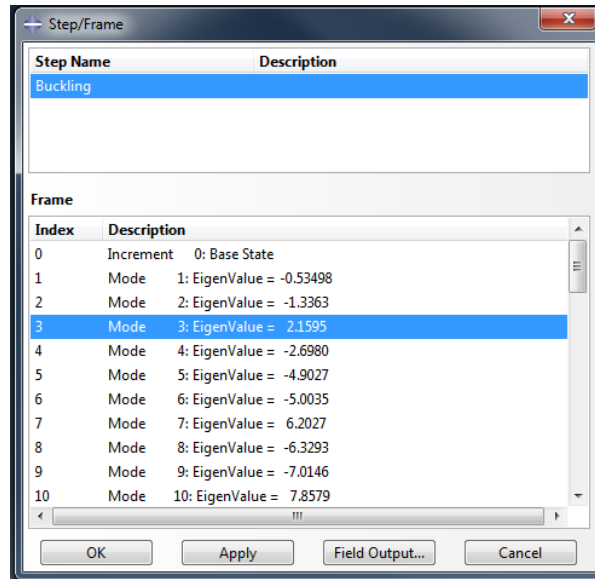 Step/Frame
Step Name Description
Buckling
Frame
Index Description
0 Increment 0: Base State
1 Mode 1: EigenValue = -0.53498
2 Mode 2: EigenValue = -1.3363
3 Mode 3: EigenValue = 2.1595
4 Mode 4: EigenValue = -2.6980
5 Mode 5: EigenValue = -4.9027
6 Mode 6: EigenValue = -5.0035
7 Mode 7: EigenValue = 6.2027
8 Mode 8: EigenValue = -6.3293
9 Mode 9: EigenValue = -7.0146
10 Mode 10: EigenValue = 7.8579
OK Apply Field Output... Cancel